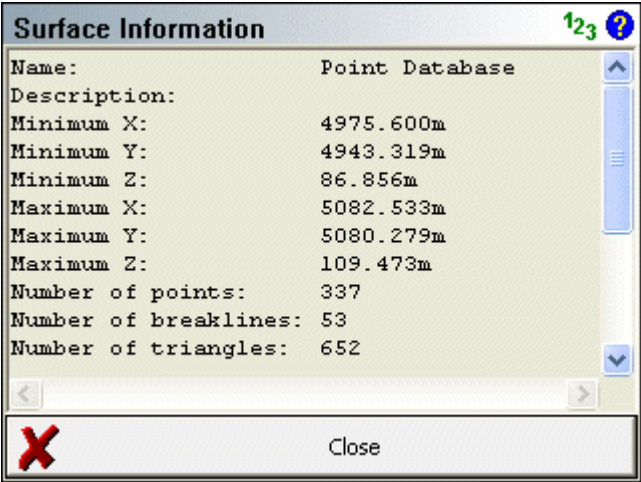 Surface Information 123 ?
Name: Point Database
Description:
Minimum X: 4975.600m
Minimum Y: 4943.319m
Minimum Z: 86.856m
Maximum X: 5082.533m
Maximum Y: 5080.279m
Maximum Z: 109.473m
Number of points: 337
Number of breaklines: 53
Number of triangles: 652
Close